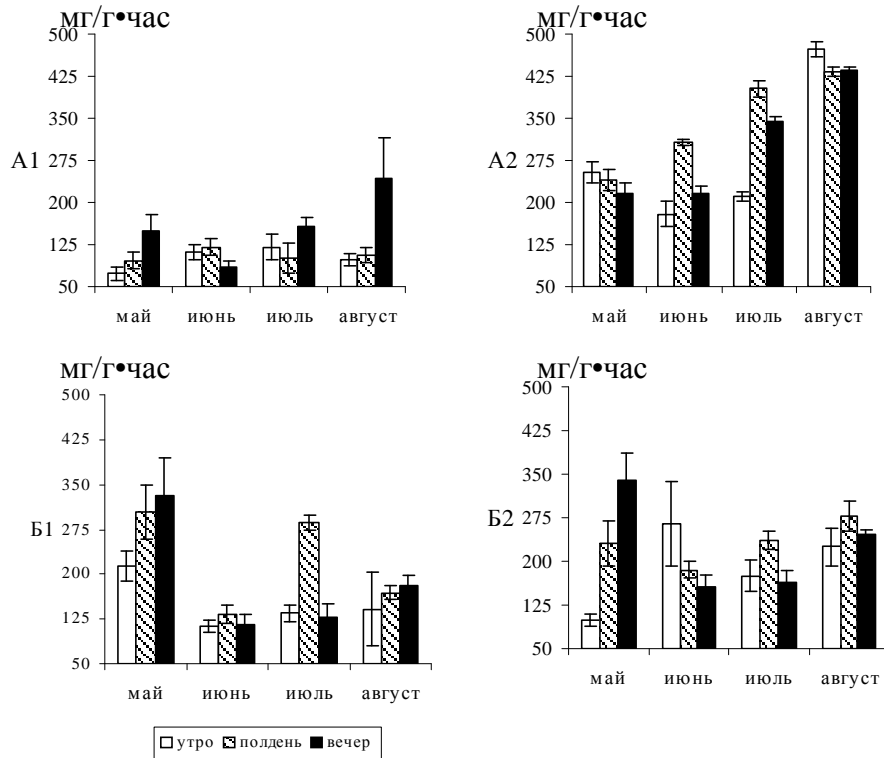 мг/г•час
500
425
350
275
200
125
50
А1
май июнь июль август
мг/г•час
500
425
350
275
200
125
50
А2
май июнь июль август
мг/г•час
500
425
350
275
200
125
50
Б1
май июнь июль август
мг/г•час
500
425
350
275
200
125
50
Б2
май июнь июль август
утро полдень вечер